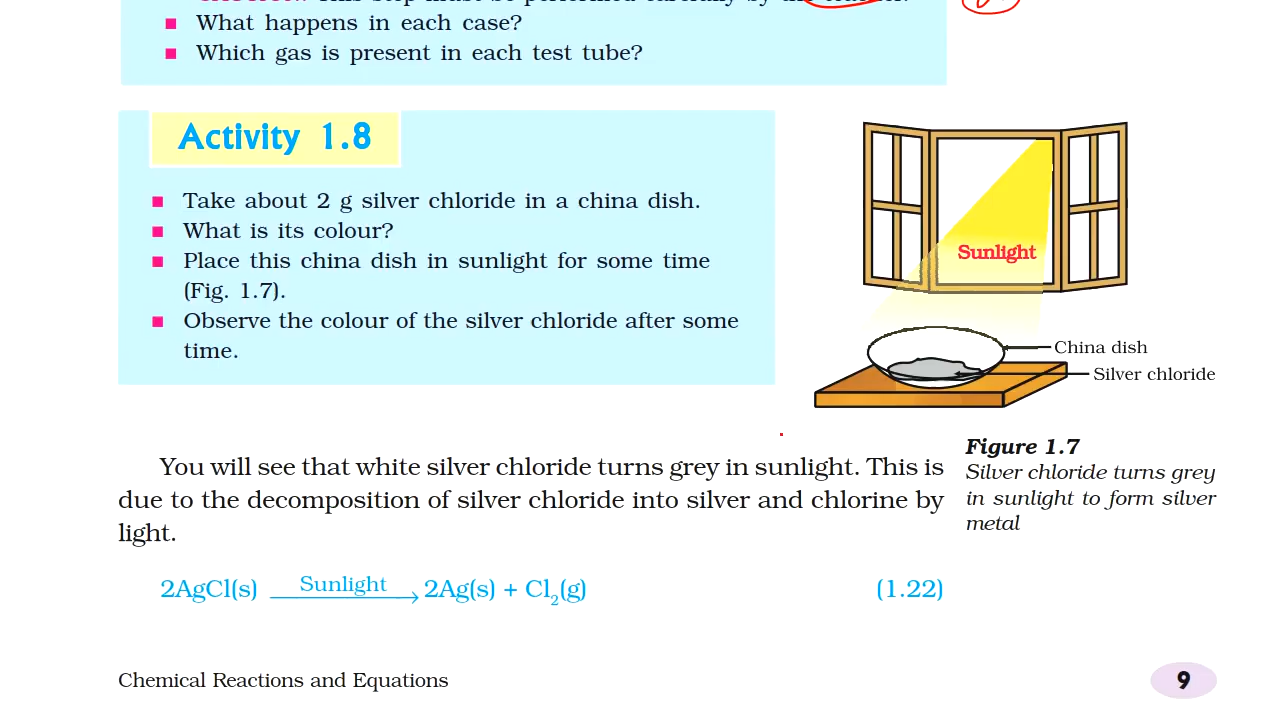 What happens in each case?
Which gas is present in each test tube?
Activity 1.8
Take about 2 g silver chloride in a china dish.
What is its colour?
Place this china dish in sunlight for some time
(Fig. 1.7).
Observe the colour of the silver chloride after some
time.
Sunlight
China dish
Silver chloride
Figure 1.7
Silver chloride turns grey
in sunlight to form silver
metal
You will see that white silver chloride turns grey in sunlight. This is
due to the decomposition of silver chloride into silver and chlorine by
light.
2AgCl(s) Sunlight→ 2Ag(s) + Cl₂(g) (1.22)
Chemical Reactions and Equations
9